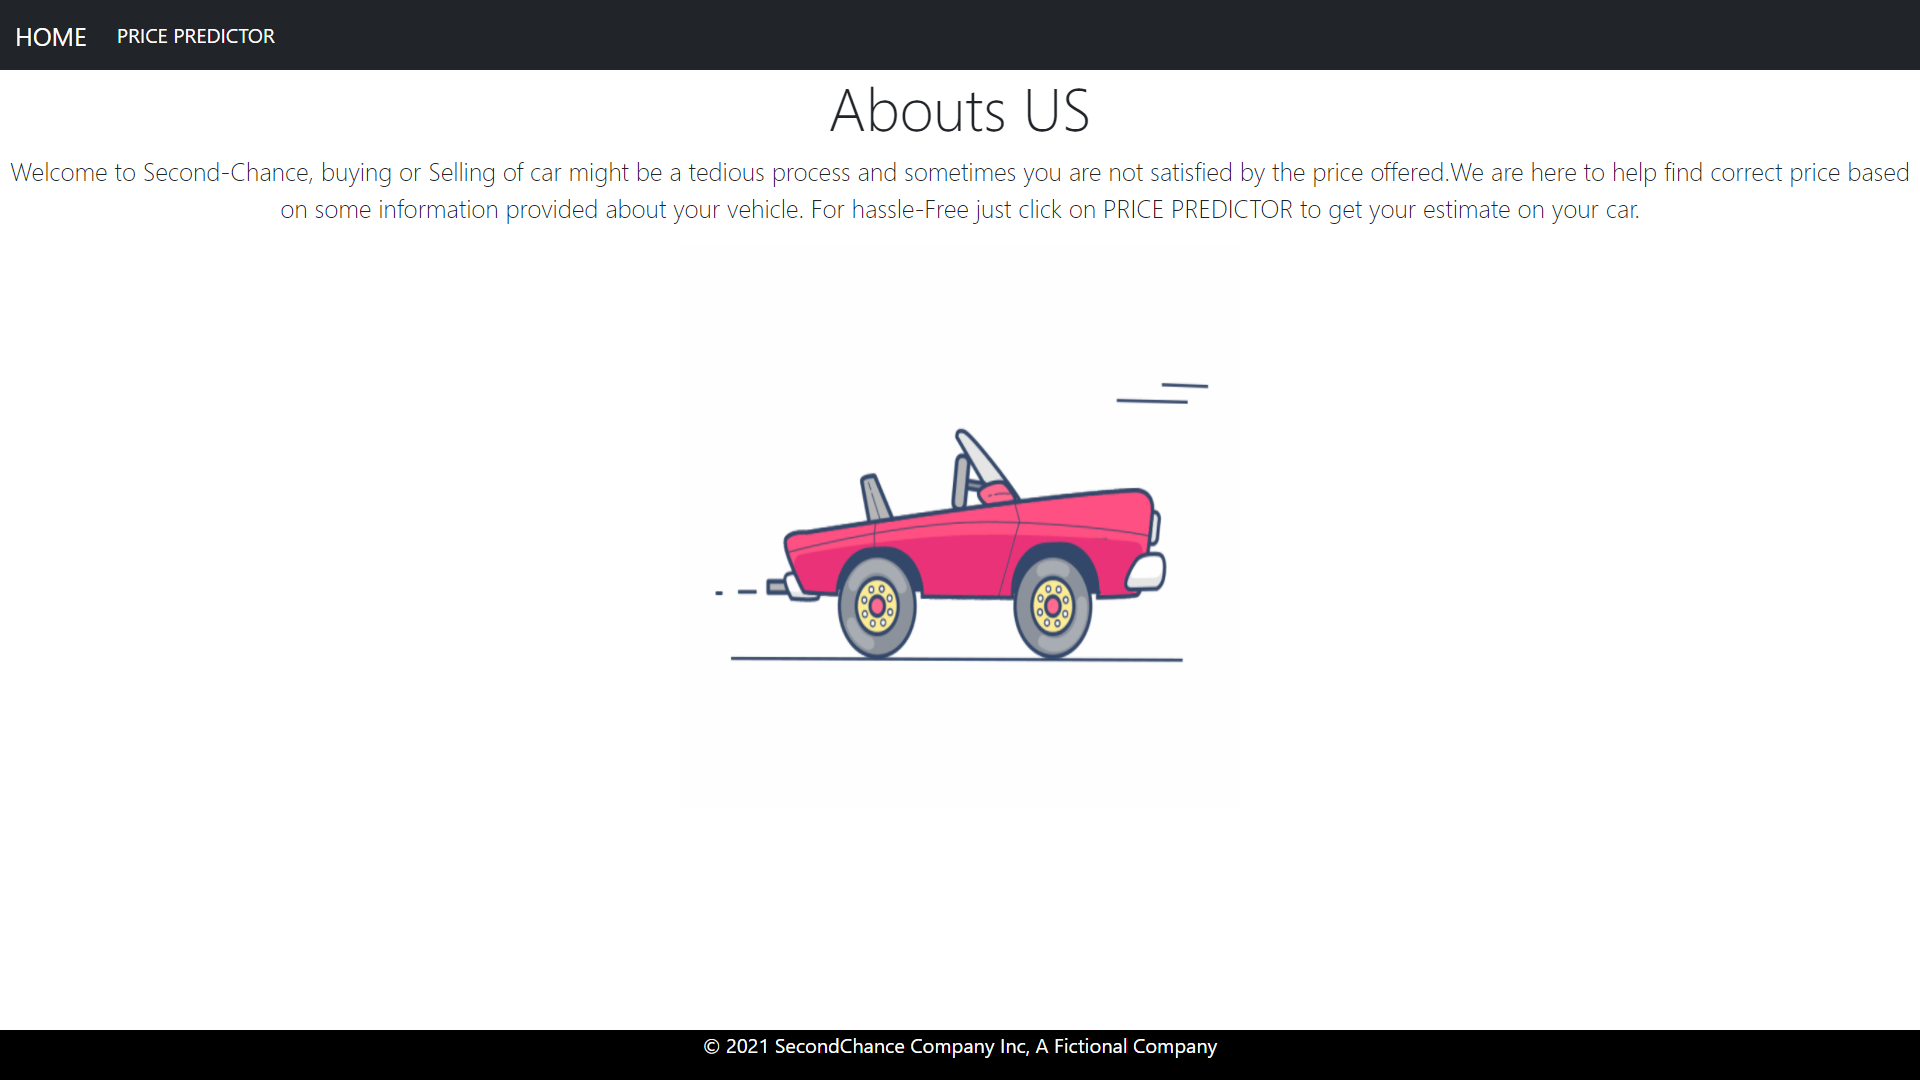 HOME PRICE PREDICTOR
Abouts US
Welcome to Second-Chance, buying or Selling of car might be a tedious process and sometimes you are not satisfied by the price offered.We are here to help find correct price based
on some information provided about your vehicle. For hassle-Free just click on PRICE PREDICTOR to get your estimate on your car.
© 2021 SecondChance Company Inc, A Fictional Company